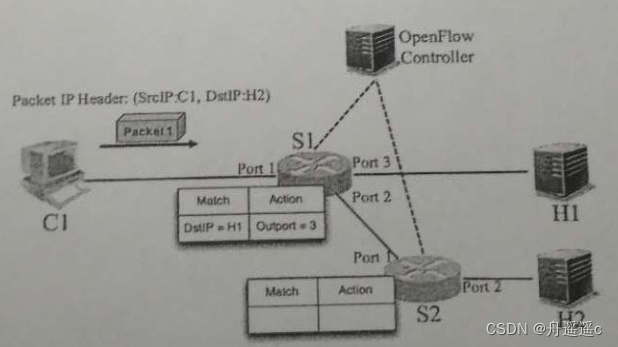 OpenFlow
Controller
Packet IP Header: (SrcIP:C1, DstIP:H2)
Packet 1
S1
Port 1
Port 3
Port 2
C1
Match Action
DstIP = H1 Outport = 3
H1
Port 1
Match Action
S2
Port 2
H2
CSDN @舟遥遥c